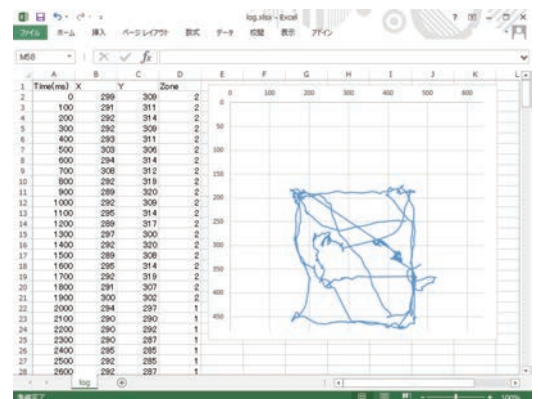 log.xlsx - Excel
ファイル ホーム 挿入 ページ レイアウト 数式 データ 校閲 表示 アドイン
M58 fx
A B C D E F G H I J K L
1 Time(ms) X Y Zone
2 0 299 309 2
3 100 291 311 2
4 200 292 314 2
5 300 292 309 2
6 400 293 311 2
7 500 303 306 2
8 600 294 314 2
9 700 308 312 2
10 800 292 319 2
11 900 289 320 2
12 1000 292 309 2
13 1100 295 314 2
14 1200 289 317 2
15 1300 297 300 2
16 1400 292 320 2
17 1500 289 308 2
18 1600 295 314 2
19 1700 292 319 2
20 1800 291 307 2
21 1900 300 302 2
22 2000 294 297 1
23 2100 290 290 1
24 2200 290 292 1
25 2300 290 287 1
26 2400 295 285 1
27 2500 292 285 1
28 2600 292 287 1
0 100 200 300 400 500 600
0
50
100
150
200
250
300
350
400
450
log
準備完了 100%